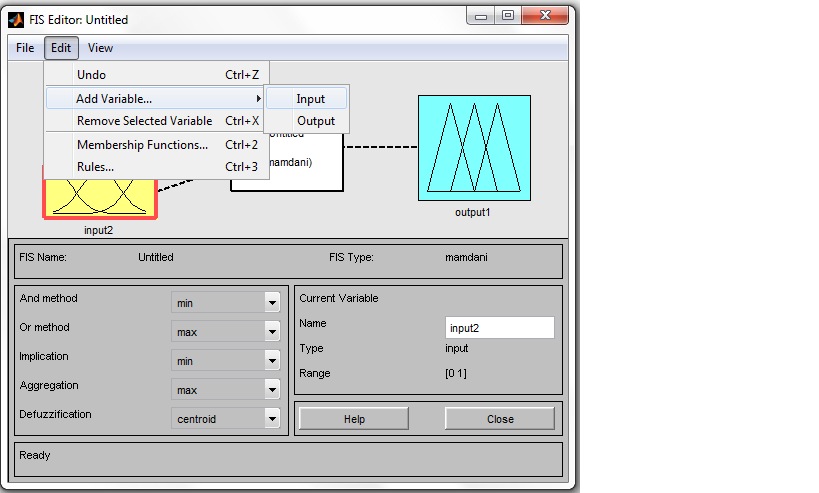 FIS Editor: Untitled
File Edit View
Undo Ctrl+Z
Add Variable...
Input
Remove Selected Variable Ctrl+X
Output
Membership Functions... Ctrl+2
Rules... Ctrl+3
(mamdani)
input2
output1
FIS Name: Untitled FIS Type: mamdani
And method min
Or method max
Implication min
Aggregation max
Defuzzification centroid
Current Variable
Name input2
Type input
Range [0 1]
Help Close
Ready